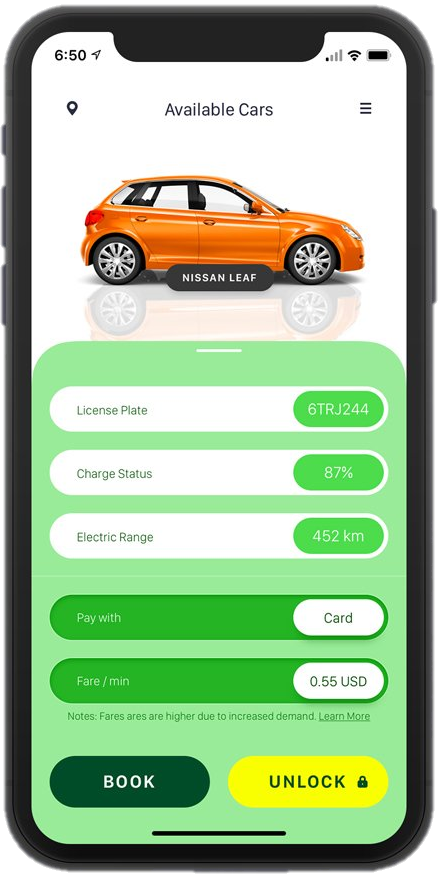 6:50
Available Cars
NISSAN LEAF
License Plate 6TRJ244
Charge Status 87%
Electric Range 452 km
Pay with Card
Fare / min 0.55 USD
Notes: Fares ares are higher due to increased demand. Learn More
BOOK UNLOCK